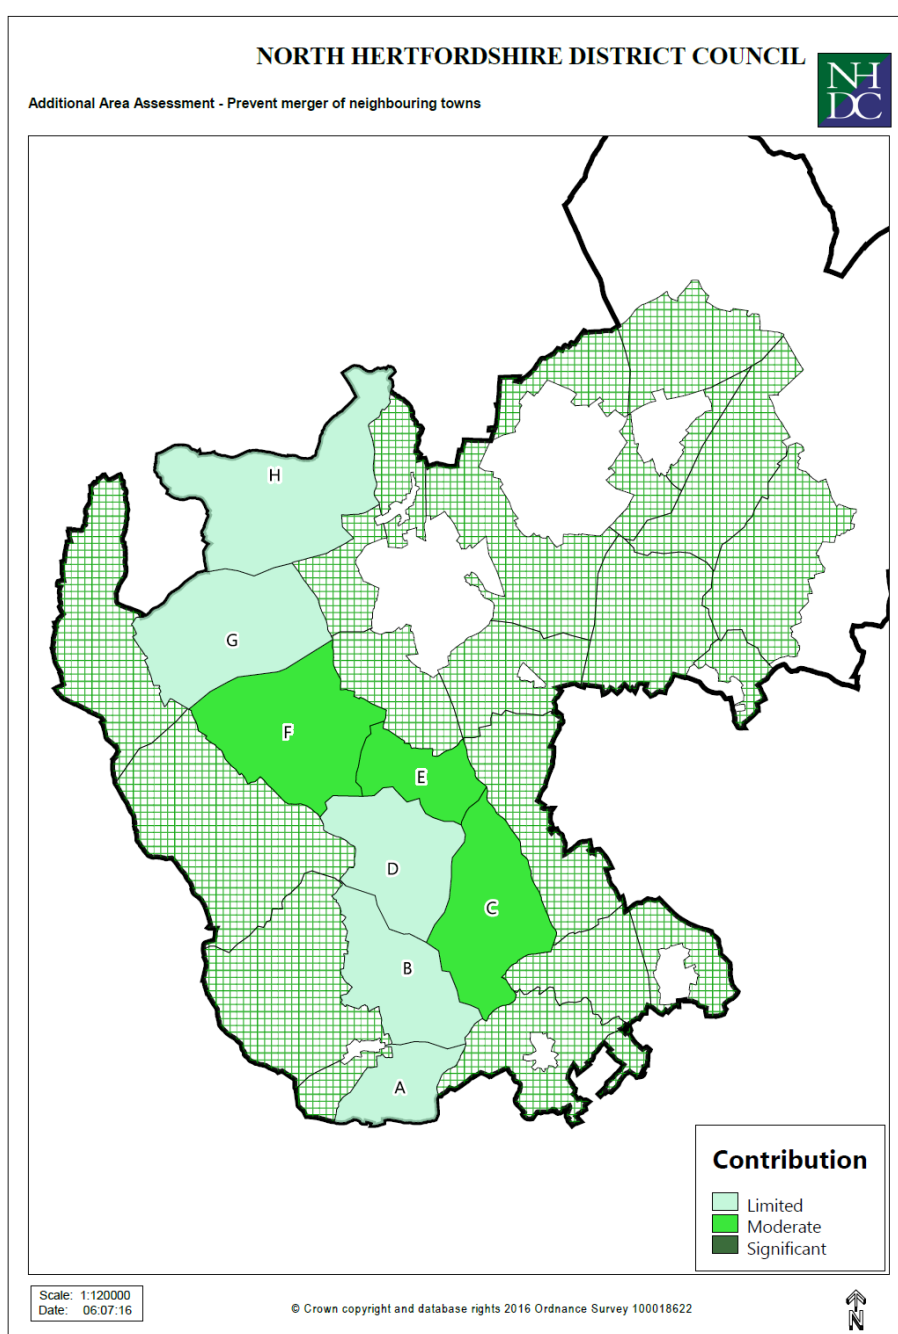 NORTH HERTFORDSHIRE DISTRICT COUNCIL
NH
DC
Additional Area Assessment - Prevent merger of neighbouring towns
H
G
F
E
D
C
B
A
Contribution
Limited
Moderate
Significant
Scale: 1:120000
Date: 06:07:16
© Crown copyright and database rights 2016 Ordnance Survey 100018622
N